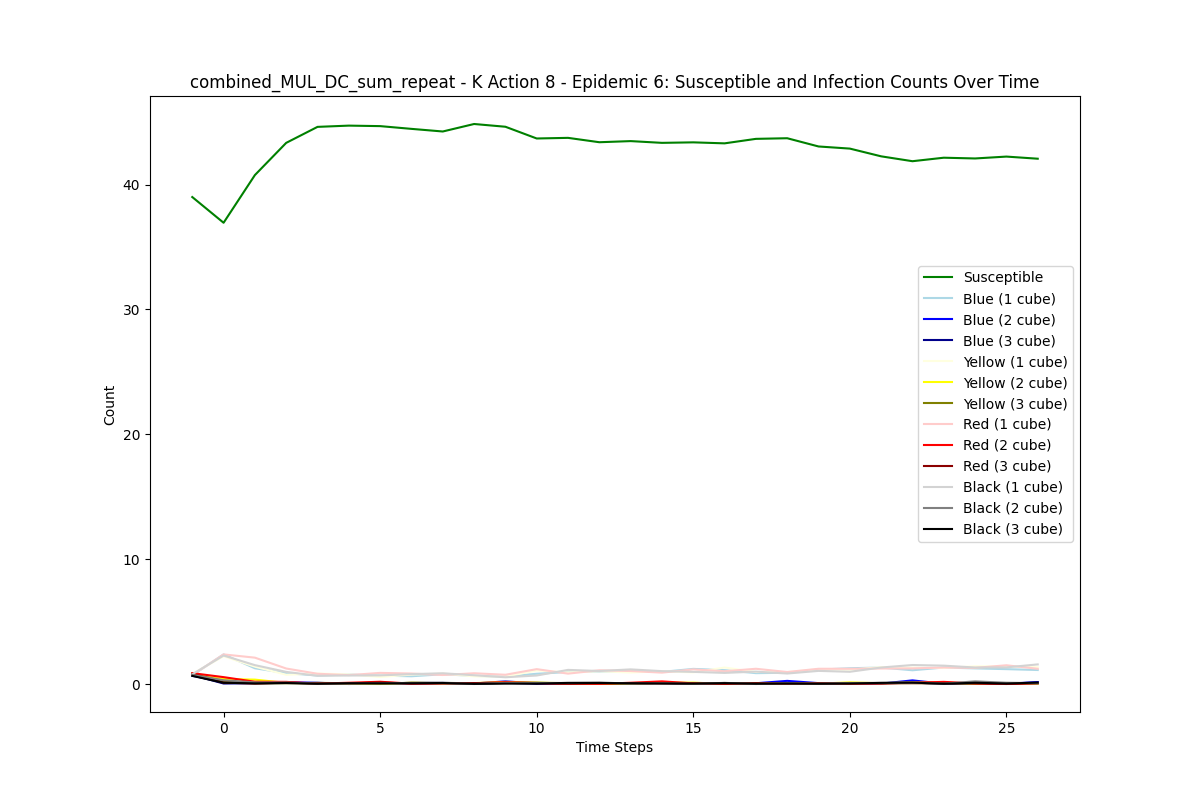 combined_MUL_DC_sum_repeat - K Action 8 - Epidemic 6: Susceptible and Infection Counts Over Time
Count
40
30
20
10
0
Susceptible
Blue (1 cube)
Blue (2 cube)
Blue (3 cube)
Yellow (1 cube)
Yellow (2 cube)
Yellow (3 cube)
Red (1 cube)
Red (2 cube)
Red (3 cube)
Black (1 cube)
Black (2 cube)
Black (3 cube)
0 5 10 15 20 25
Time Steps